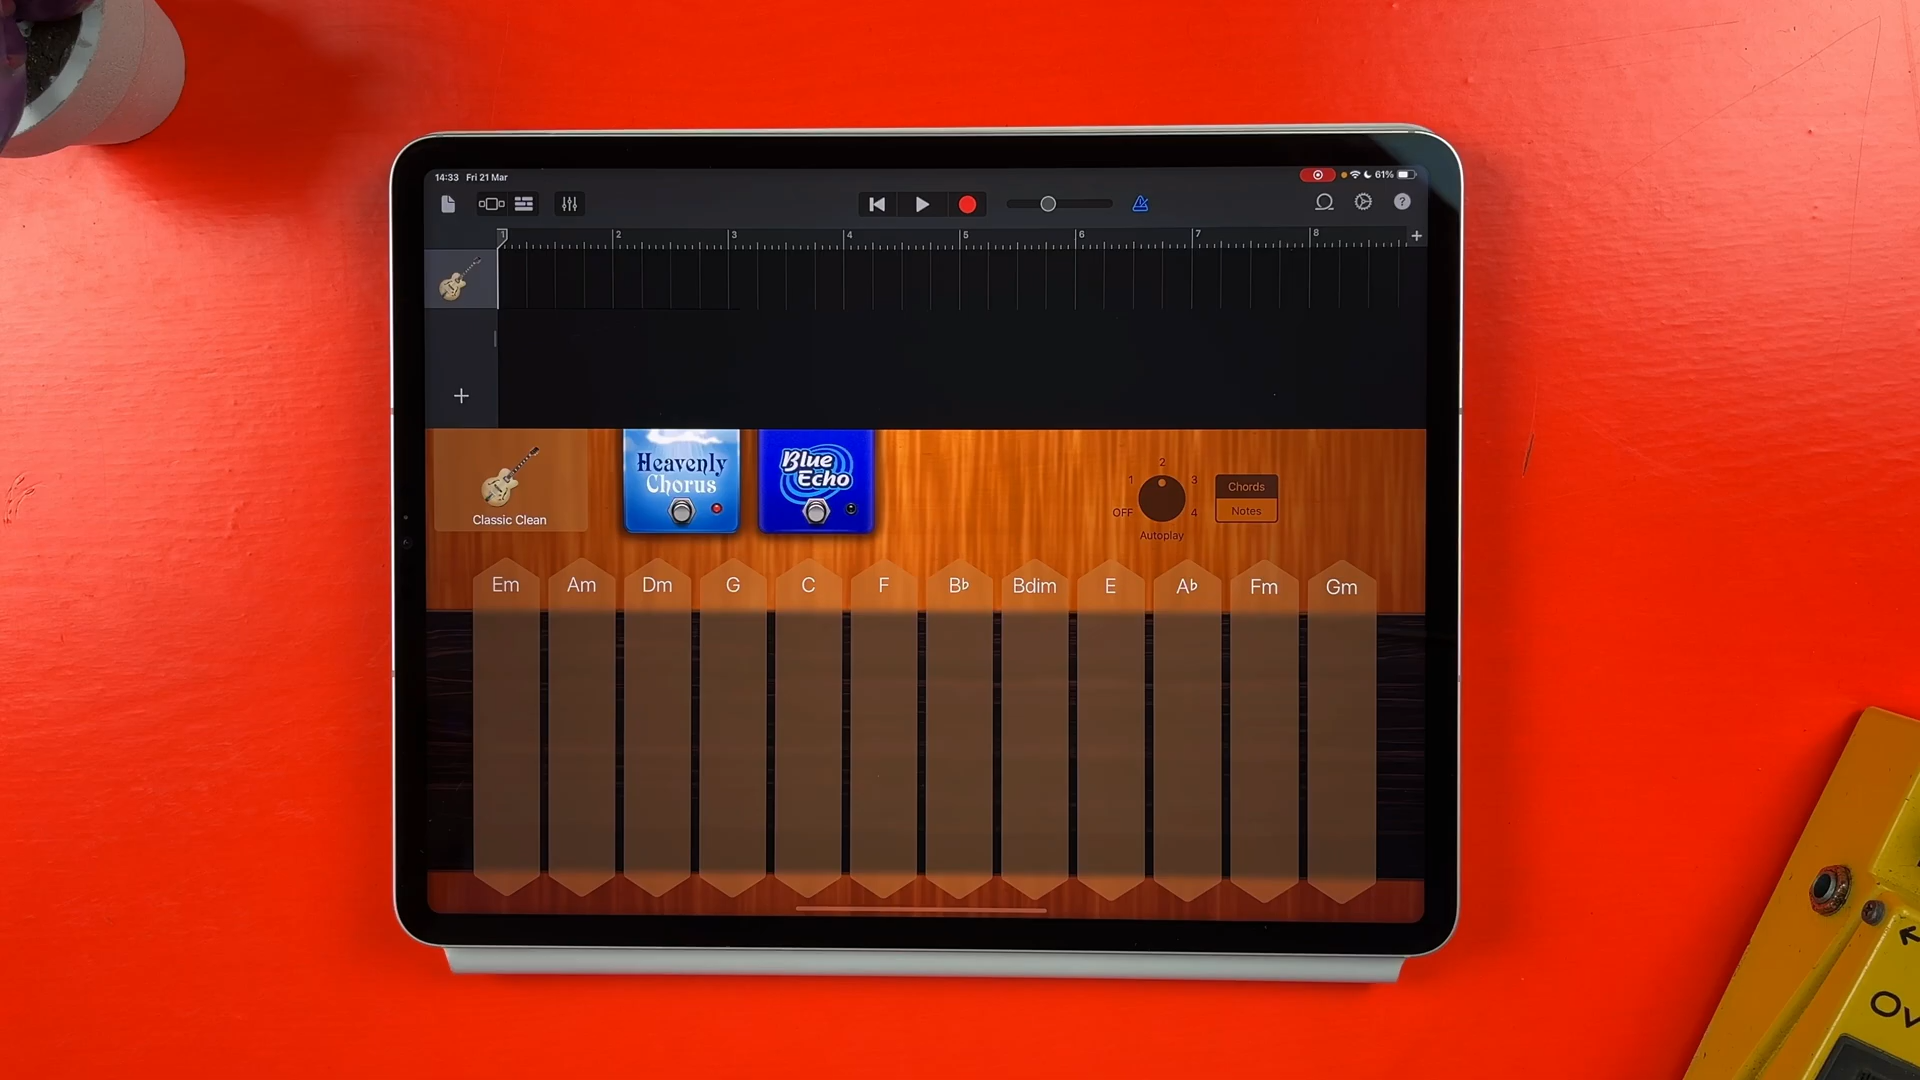 14:33 Fri 21 Mar
61%
?
1 2 3 4 5 6 7 8
+
+
Classic Clean
Heavenly
Chorus
Blue
Echo
OFF 1 2 3 4
Autoplay
Chords
Notes
Em Am Dm G C F B♭ Bdim E A♭ Fm Gm